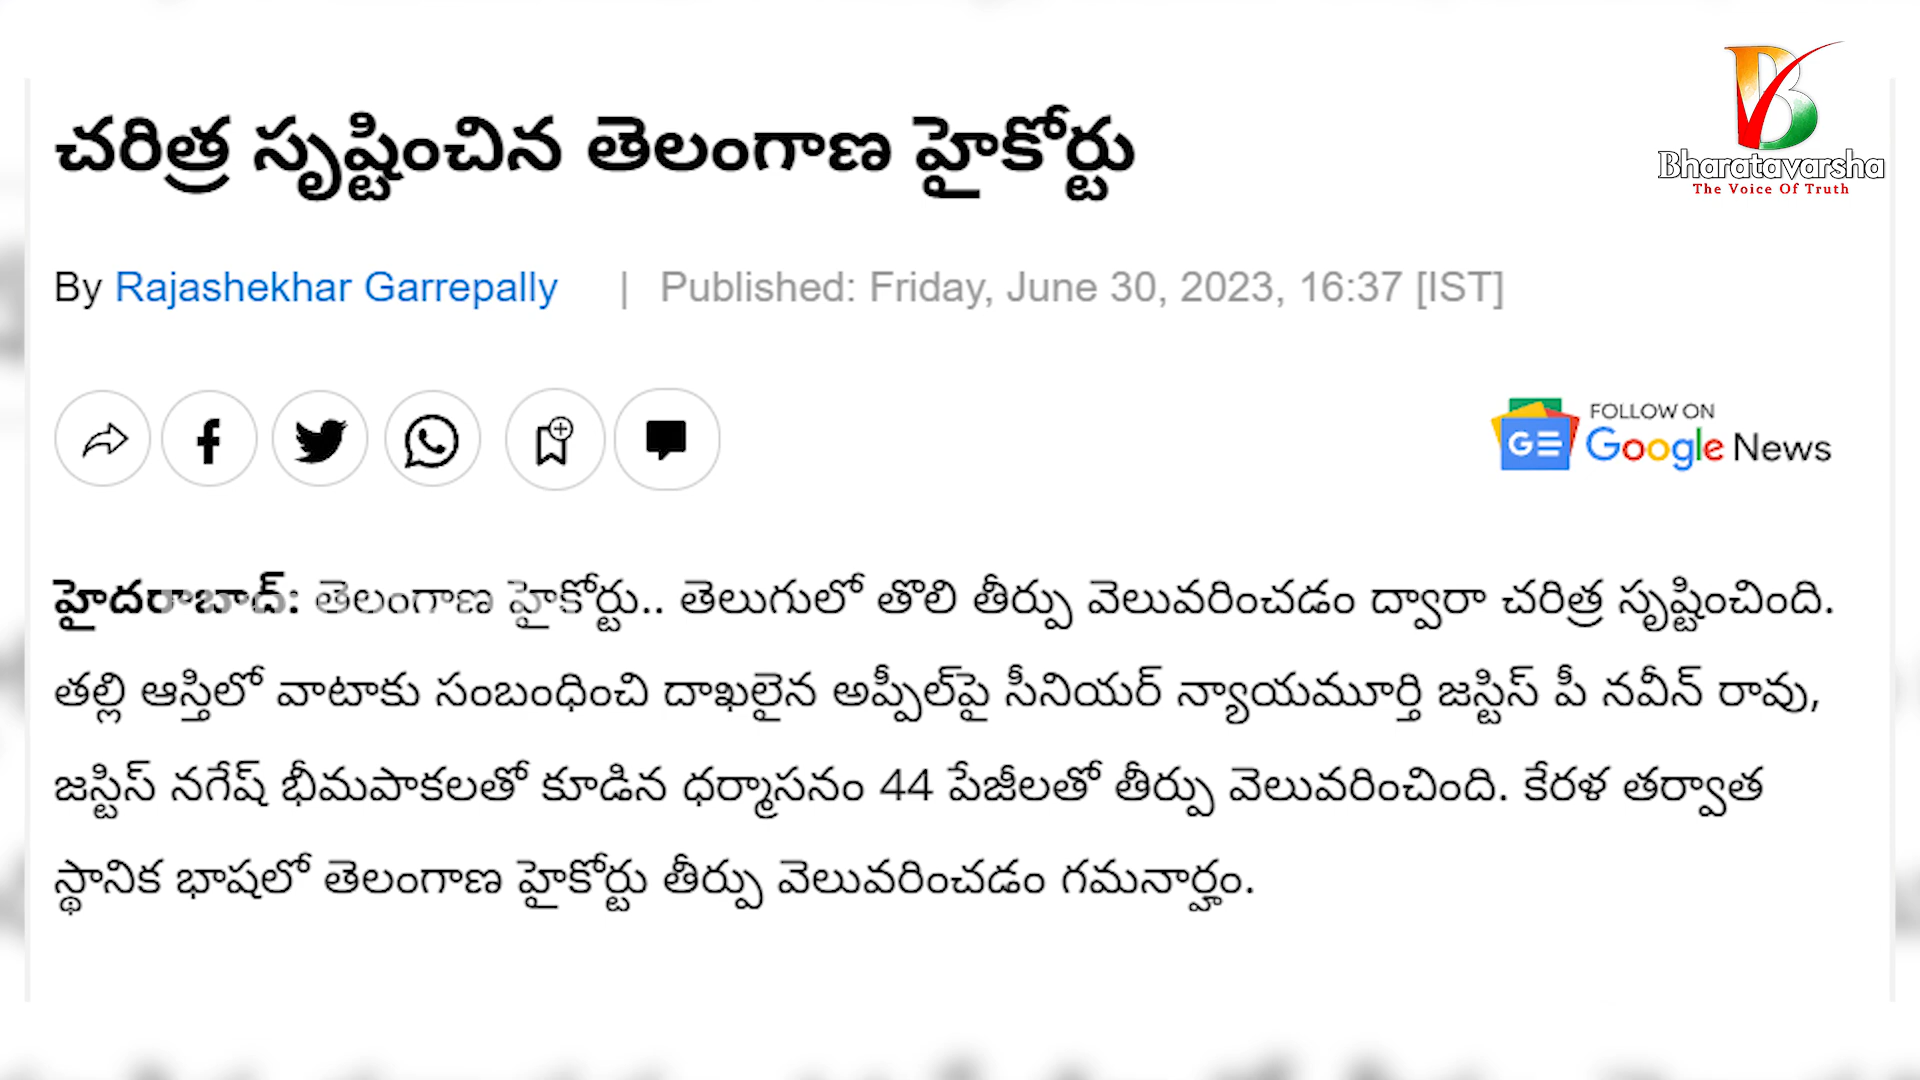 చరిత్ర సృష్టించిన తెలంగాణ హైకోర్టు
Bharatavarsha
The Voice Of Truth
By Rajashekhar Garrepally | Published: Friday, June 30, 2023, 16:37 [IST]
FOLLOW ON
Google News
హైదరాబాద్: తెలంగాణ హైకోర్టు.. తెలుగులో తొలి తీర్పు వెలువరించడం ద్వారా చరిత్ర సృష్టించింది.
తల్లి ఆస్తిలో వాటాకు సంబంధించి దాఖలైన అప్పీల్‌పై సీనియర్ న్యాయమూర్తి జస్టిస్ పీ నవీన్ రావు,
జస్టిస్ నగేష్ భీమపాకలతో కూడిన ధర్మాసనం 44 పేజీలతో తీర్పు వెలువరించింది. కేరళ తర్వాత
స్థానిక భాషలో తెలంగాణ హైకోర్టు తీర్పు వెలువరించడం గమనార్హం.